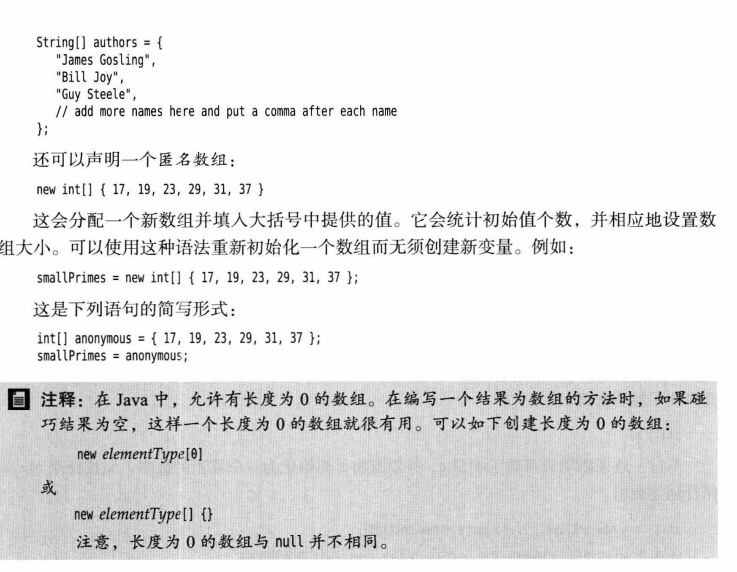 String[] authors = {
"James Gosling",
"Bill Joy",
"Guy Steele",
// add more names here and put a comma after each name
};
还可以声明一个匿名数组：
new int[] { 17, 19, 23, 29, 31, 37 }
这会分配一个新数组并填入大括号中提供的值。它会统计初始值个数，并相应地设置数
组大小。可以使用这种语法重新初始化一个数组而无须创建新变量。例如：
smallPrimes = new int[] { 17, 19, 23, 29, 31, 37 };
这是下列语句的简写形式：
int[] anonymous = { 17, 19, 23, 29, 31, 37 };
smallPrimes = anonymous;
注释：在 Java 中，允许有长度为 0 的数组。在编写一个结果为数组的方法时，如果碰
巧结果为空，这样一个长度为 0 的数组就很有用。可以如下创建长度为 0 的数组：
new elementType[0]
或
new elementType[] {}
注意，长度为 0 的数组与 null 并不相同。